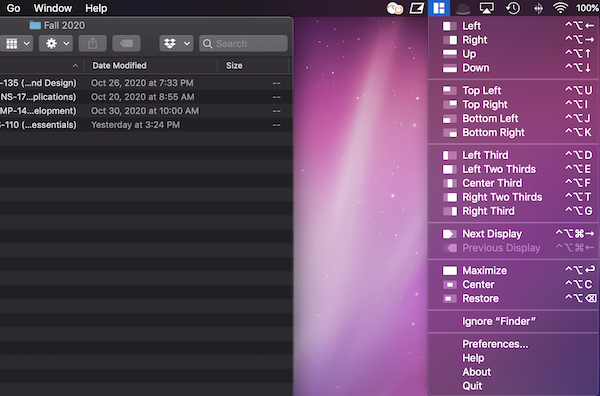 Go Window Help 100%
Fall 2020
Search
Date Modified Size
-135 (...nd Design) Oct 26, 2020 at 7:33 PM --
NS-17...plications) Oct 20, 2020 at 8:55 AM --
MP-14...elopment) Oct 30, 2020 at 10:00 AM --
-110 (...essentials) Yesterday at 3:24 PM --
Left ^⌥←
Right ^⌥→
Up ^⌥↑
Down ^⌥↓
Top Left ^⌥U
Top Right ^⌥I
Bottom Left ^⌥J
Bottom Right ^⌥K
Left Third ^⌥D
Left Two Thirds ^⌥E
Center Third ^⌥F
Right Two Thirds ^⌥T
Right Third ^⌥G
Next Display ^⌥⌘→
Previous Display ^⌥⌘←
Maximize ^⌥↩
Center ^⌥C
Restore ^⌥⌫
Ignore “Finder”
Preferences...
Help
About
Quit